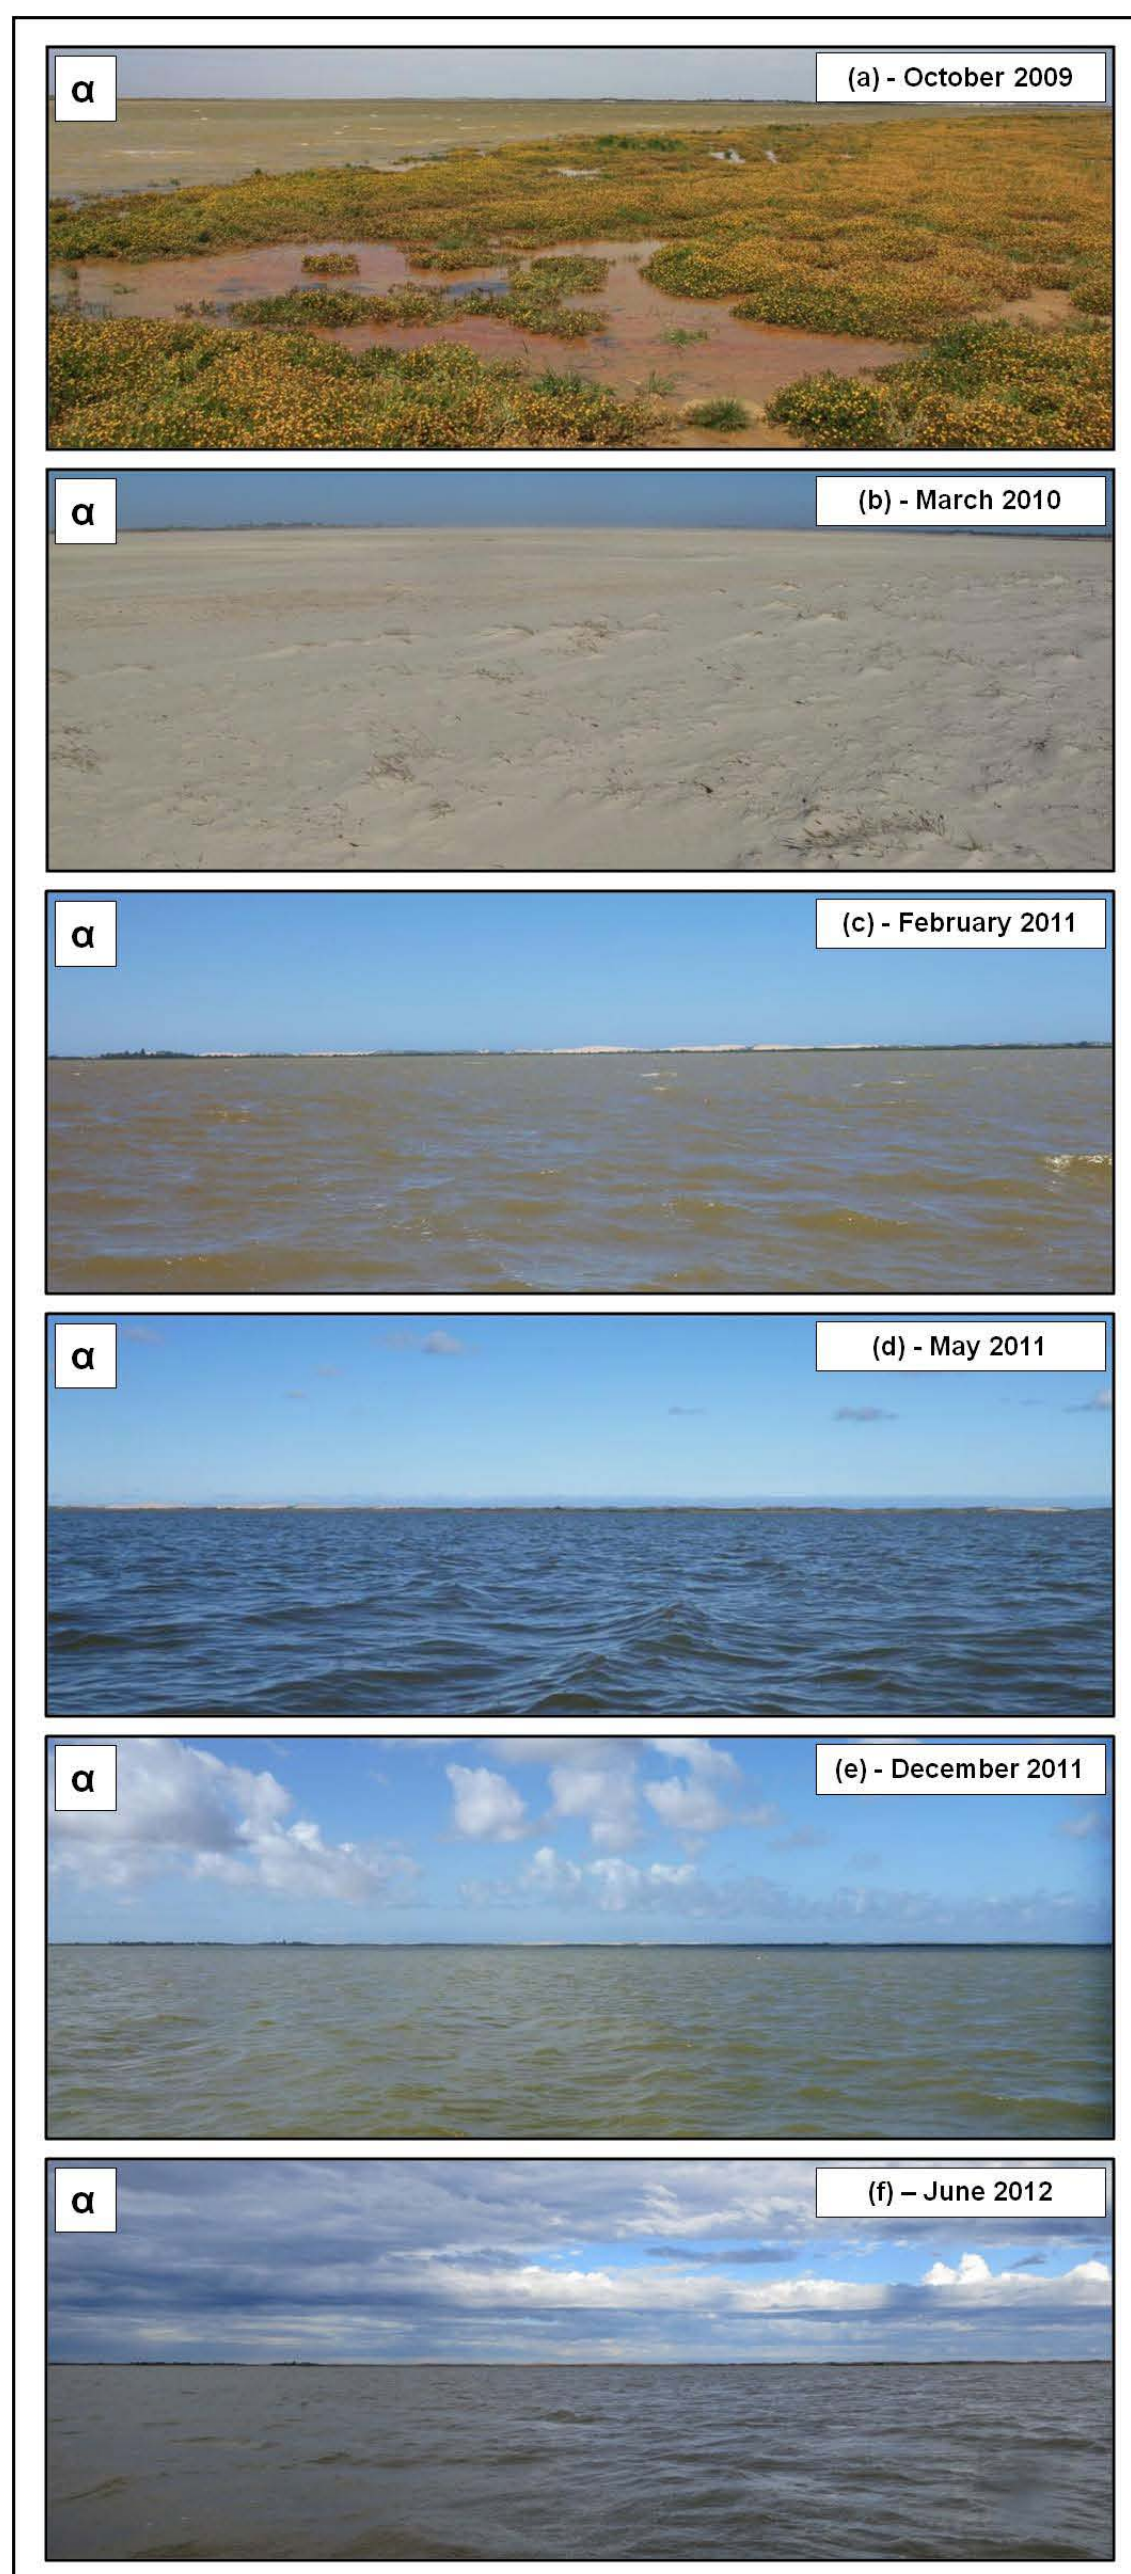 α
(a) - October 2009
α
(b) - March 2010
α
(c) - February 2011
α
(d) - May 2011
α
(e) - December 2011
α
(f) – June 2012